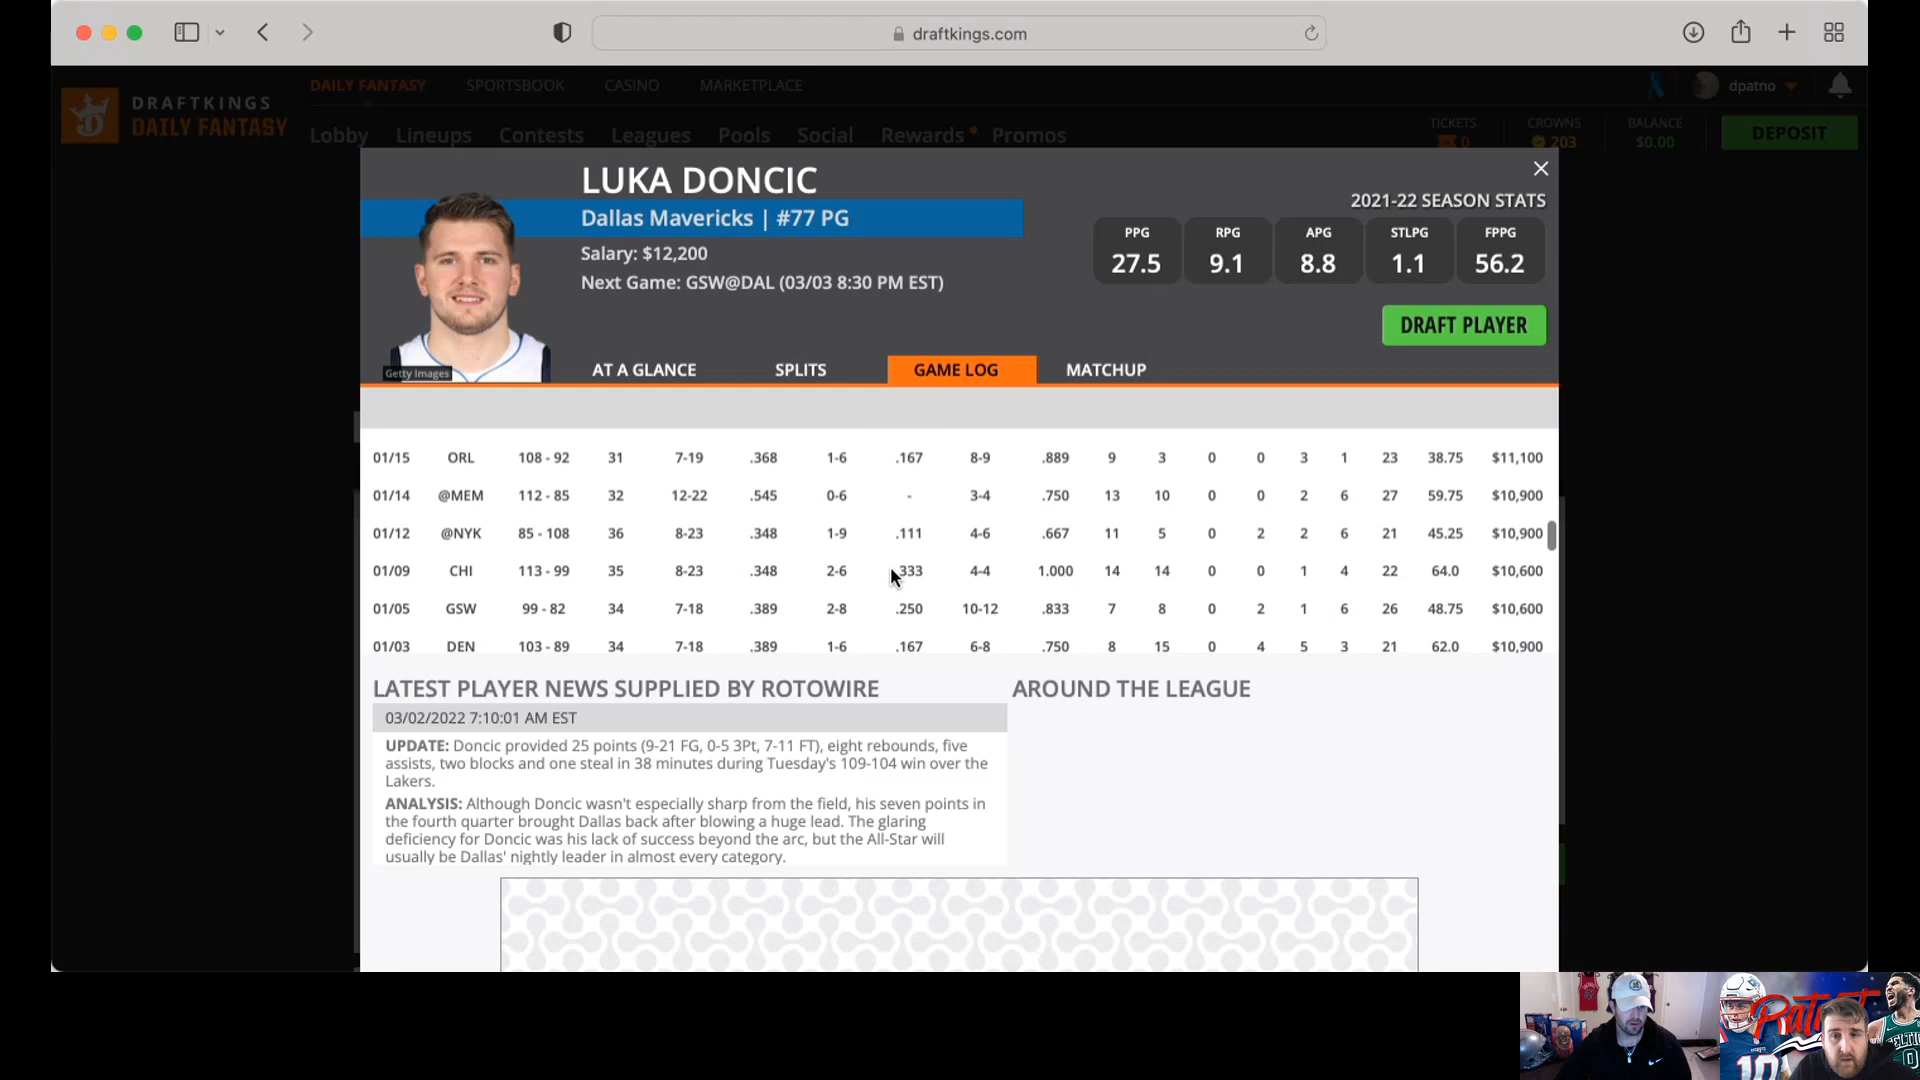 draftkings.com
DRAFTKINGS
DAILY FANTASY
DAILY FANTASY SPORTSBOOK CASINO MARKETPLACE
dpatno
Lobby Lineups Contests Leagues Pools Social Rewards Promos
TICKETS CROWNS BALANCE
0 203 $0.00
DEPOSIT
LUKA DONCIC
Dallas Mavericks | #77 PG
Salary: $12,200
Next Game: GSW@DAL (03/03 8:30 PM EST)
Getty Images
2021-22 SEASON STATS
PPG RPG APG STLPG FPPG
27.5 9.1 8.8 1.1 56.2
DRAFT PLAYER
AT A GLANCE SPLITS GAME LOG MATCHUP
01/15 ORL 108 - 92 31 7-19 .368 1-6 .167 8-9 .889 9 3 0 0 3 1 23 38.75 $11,100
01/14 @MEM 112 - 85 32 12-22 .545 0-6 - 3-4 .750 13 10 0 0 2 6 27 59.75 $10,900
01/12 @NYK 85 - 108 36 8-23 .348 1-9 .111 4-6 .667 11 5 0 2 2 6 21 45.25 $10,900
01/09 CHI 113 - 99 35 8-23 .348 2-6 .333 4-4 1.000 14 14 0 0 1 4 22 64.0 $10,600
01/05 GSW 99 - 82 34 7-18 .389 2-8 .250 10-12 .833 7 8 0 2 1 6 26 48.75 $10,600
01/03 DEN 103 - 89 34 7-18 .389 1-6 .167 6-8 .750 8 15 0 4 5 3 21 62.0 $10,900
LATEST PLAYER NEWS SUPPLIED BY ROTOWIRE
03/02/2022 7:10:01 AM EST
UPDATE: Doncic provided 25 points (9-21 FG, 0-5 3Pt, 7-11 FT), eight rebounds, five
assists, two blocks and one steal in 38 minutes during Tuesday's 109-104 win over the
Lakers.
ANALYSIS: Although Doncic wasn't especially sharp from the field, his seven points in
the fourth quarter brought Dallas back after blowing a huge lead. The glaring
deficiency for Doncic was his lack of success beyond the arc, but the All-Star will
usually be Dallas' nightly leader in almost every category.
AROUND THE LEAGUE